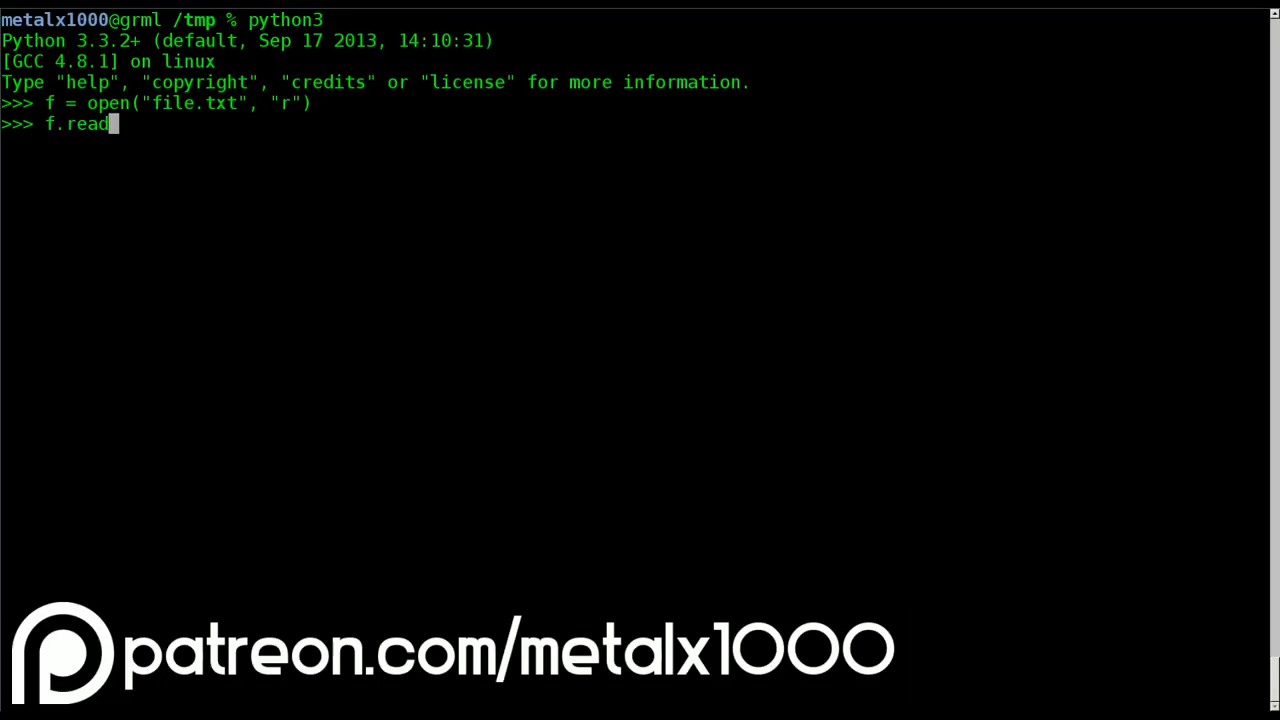 metalx1000@grml /tmp % python3
Python 3.3.2+ (default, Sep 17 2013, 14:10:31)
[GCC 4.8.1] on linux
Type "help", "copyright", "credits" or "license" for more information.
>>> f = open("file.txt", "r")
>>> f.read
patreon.com/metalx1000